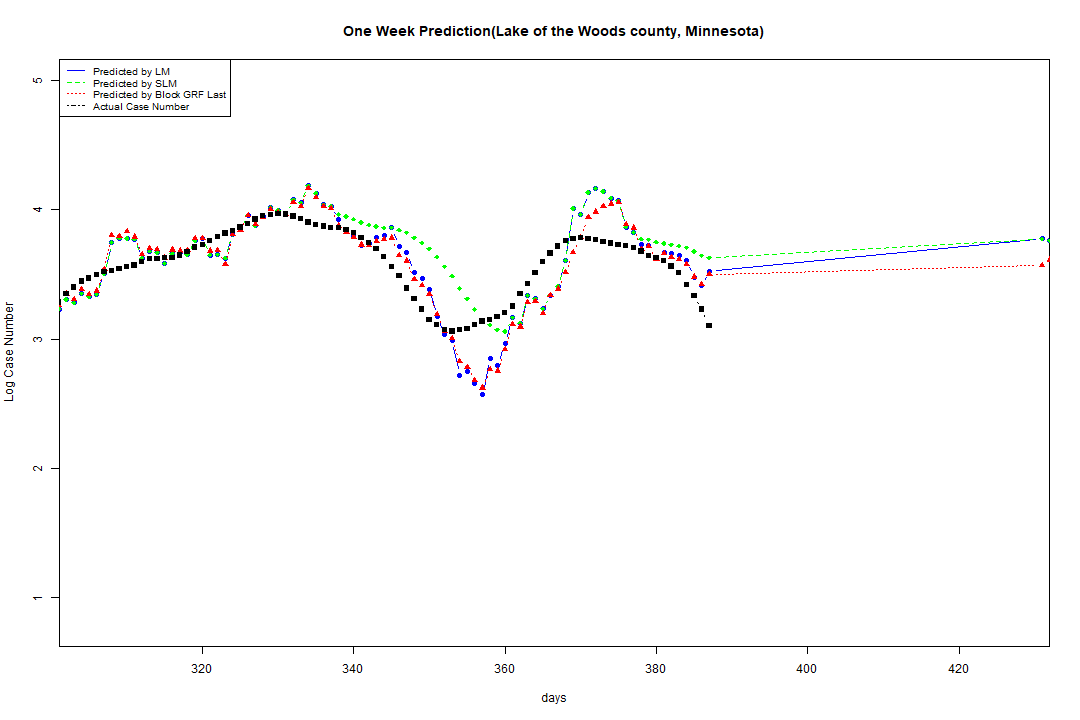 One Week Prediction(Lake of the Woods county, Minnesota)
Predicted by LM
Predicted by SLM
Predicted by Block GRF Last
Actual Case Number
5
4
3
2
1
Log Case Number
320
340
360
380
400
420
days